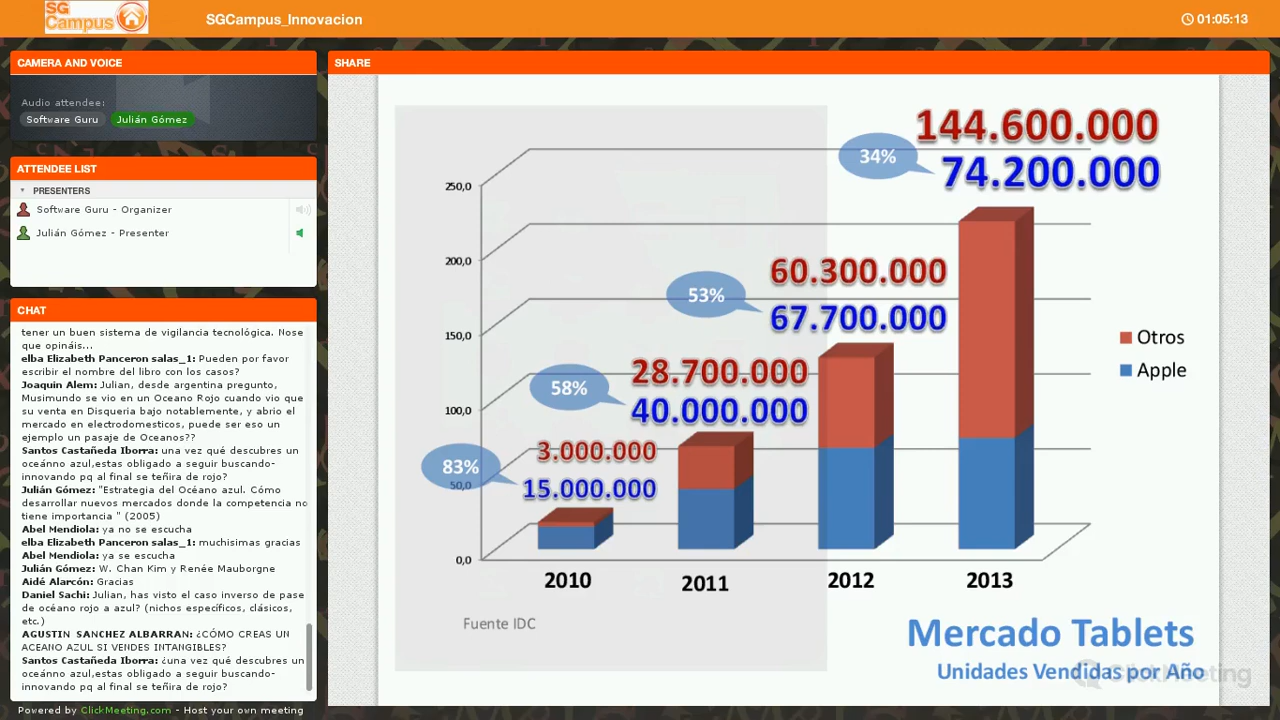 SG
Campus
SGCampus_Innovacion
01:05:13
CAMERA AND VOICE
Audio attendee:
Software Guru
Julián Gómez
ATTENDEE LIST
PRESENTERS
Software Guru - Organizer
Julián Gómez - Presenter
CHAT
tener un buen sistema de vigilancia tecnológica. Nose
que opináis...
elba Elizabeth Panceron salas_1: Pueden por favor
escribir el nombre del libro con los casos?
Joaquin Alem: Julian, desde argentina pregunto,
Musimundo se vio en un Oceano Rojo cuando vio que
su venta en Disqueria bajo notablemente, y abrio el
mercado en electrodomesticos, puede ser eso un
ejemplo un pasaje de Oceanos??
Santos Castañeda Iborra: una vez qué descubres un
oceánno azul,estas obligado a seguir buscando-
innovando pq al final se teñira de rojo?
Julián Gómez: "Estrategia del Océano azul. Cómo
desarrollar nuevos mercados donde la competencia no
tiene importancia " (2005)
Abel Mendiola: ya no se escucha
elba Elizabeth Panceron salas_1: muchisimas gracias
Abel Mendiola: ya se escucha
Julián Gómez: W. Chan Kim y Renée Mauborgne
Aidé Alarcón: Gracias
Daniel Sachi: Julian, has visto el caso inverso de pase
de océano rojo a azul? (nichos específicos, clásicos,
etc.)
AGUSTIN SANCHEZ ALBARRAN: ¿CÓMO CREAS UN
ACEANO AZUL SI VENDES INTANGIBLES?
Santos Castañeda Iborra: ¿una vez qué descubres un
oceánno azul,estas obligado a seguir buscando-
innovando pq al final se teñira de rojo?
Powered by ClickMeeting.com - Host your own meeting
SHARE
144.600.000
34%
74.200.000
250,0
200,0
60.300.000
53%
67.700.000
150,0
Otros
28.700.000
Apple
58%
100,0
40.000.000
3.000.000
83%
50,0
15.000.000
0,0
2010
2011
2012
2013
Fuente IDC
Mercado Tablets
Unidades Vendidas por Año
ClickMeeting